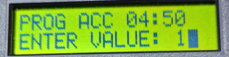 PROG ACC 04:50
ENTER VALUE: 1